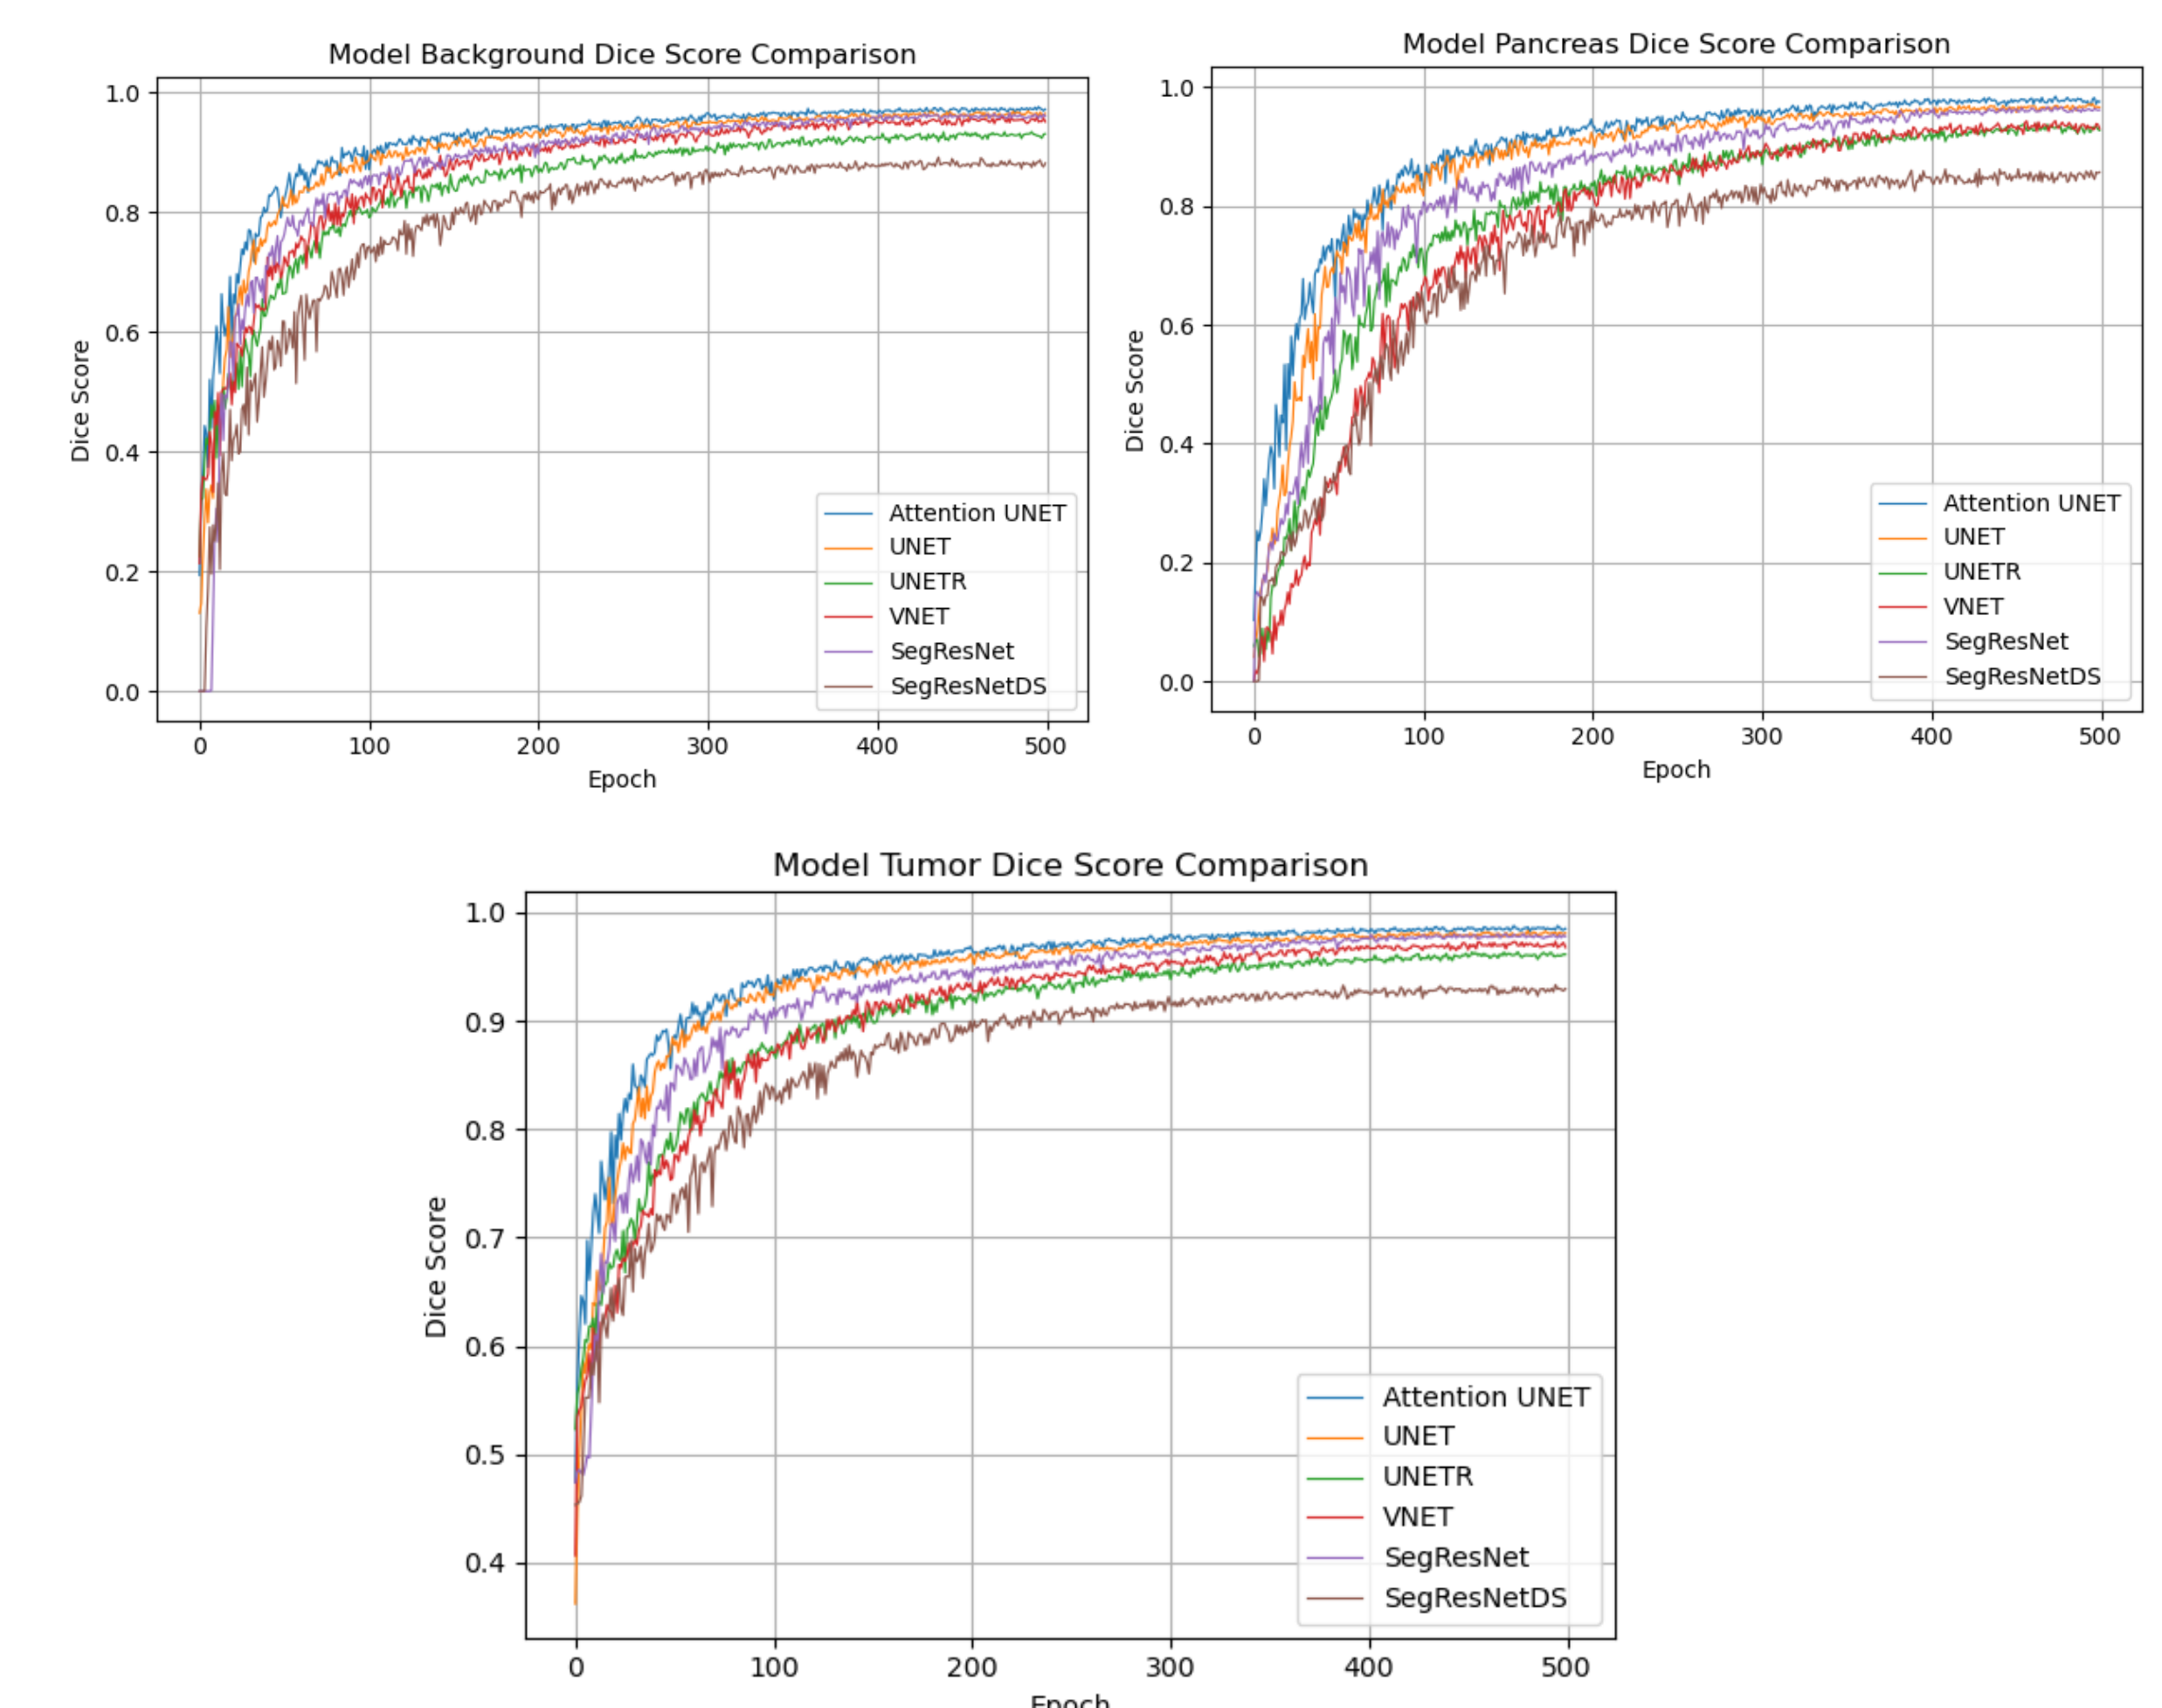 Model Background Dice Score Comparison
1.0
0.8
0.6
0.4
0.2
0.0
Dice Score
0 100 200 300 400 500
Epoch
Attention UNET
UNET
UNETR
VNET
SegResNet
SegResNetDS
Model Pancreas Dice Score Comparison
1.0
0.8
0.6
0.4
0.2
0.0
Dice Score
0 100 200 300 400 500
Epoch
Attention UNET
UNET
UNETR
VNET
SegResNet
SegResNetDS
Model Tumor Dice Score Comparison
1.0
0.9
0.8
0.7
0.6
0.5
0.4
Dice Score
0 100 200 300 400 500
Epoch
Attention UNET
UNET
UNETR
VNET
SegResNet
SegResNetDS